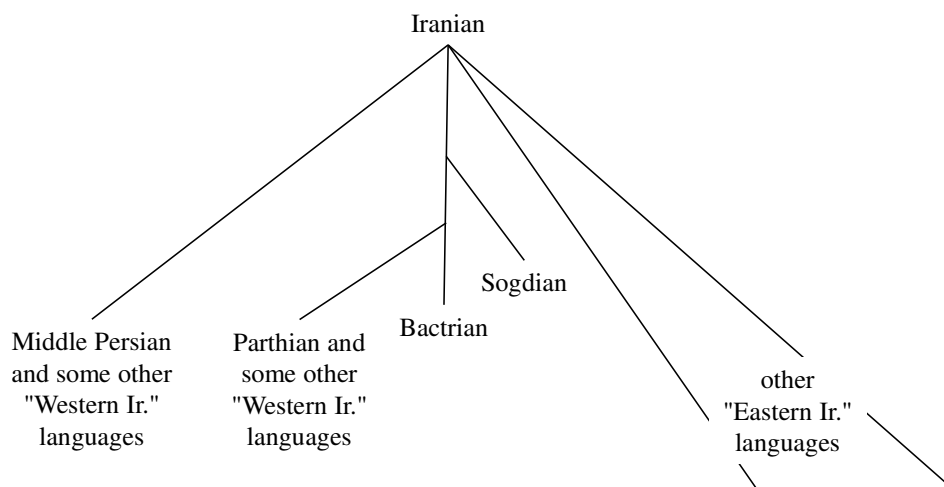 Iranian
Sogdian
Bactrian
Middle Persian
and some other
"Western Ir."
languages
Parthian and
some other
"Western Ir."
languages
other
"Eastern Ir."
languages